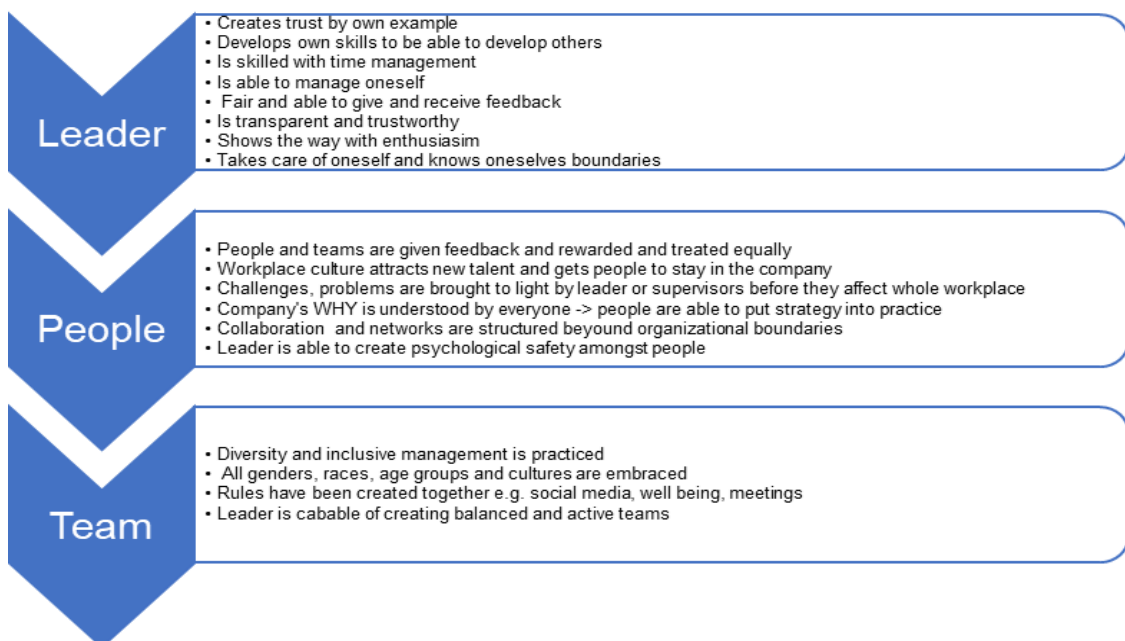 Leader
• Creates trust by own example
• Develops own skills to be able to develop others
• Is skilled with time management
• Is able to manage oneself
• Fair and able to give and receive feedback
• Is transparent and trustworthy
• Shows the way with enthusiasim
• Takes care of oneself and knows oneselves boundaries
People
• People and teams are given feedback and rewarded and treated equally
• Workplace culture attracts new talent and gets people to stay in the company
• Challenges, problems are brought to light by leader or supervisors before they affect whole workplace
• Company's WHY is understood by everyone -> people are able to put strategy into practice
• Collaboration and networks are structured beyound organizational boundaries
• Leader is able to create psychological safety amongst people
Team
• Diversity and inclusive management is practiced
• All genders, races, age groups and cultures are embraced
• Rules have been created together e.g. social media, well being, meetings
• Leader is cabable of creating balanced and active teams